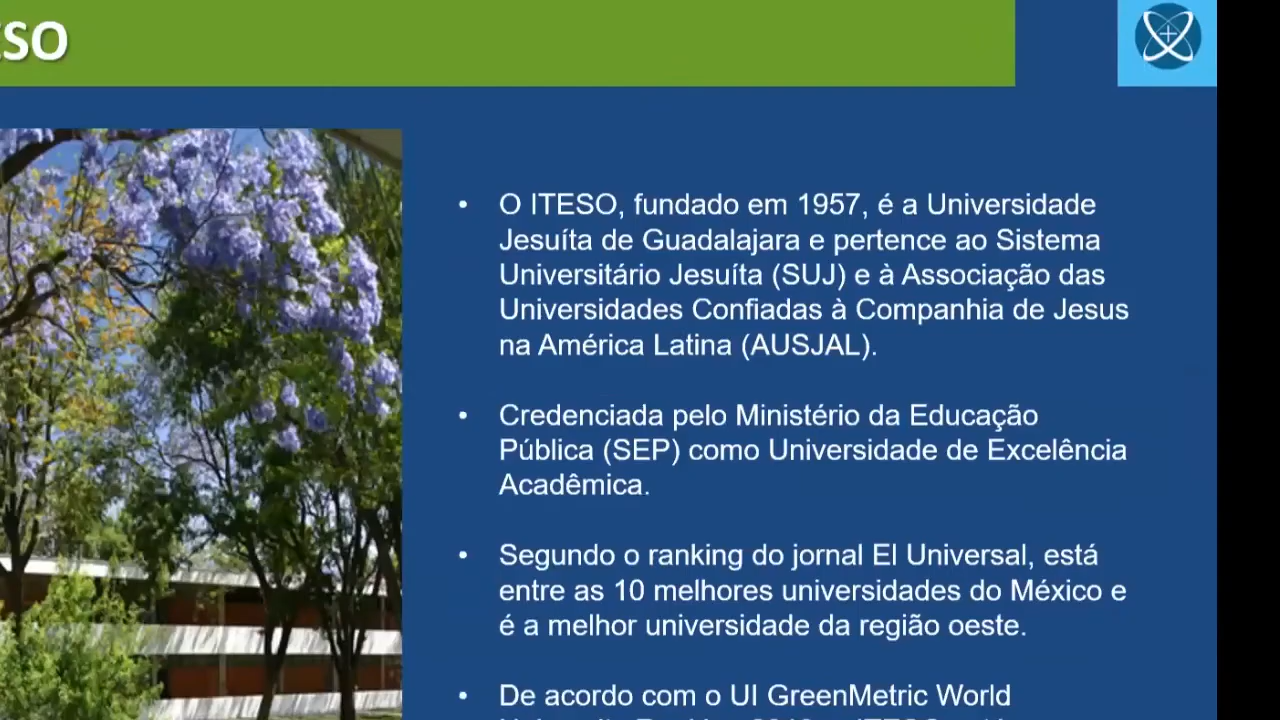 SO
• O ITESO, fundado em 1957, é a Universidade
Jesuíta de Guadalajara e pertence ao Sistema
Universitário Jesuíta (SUJ) e à Associação das
Universidades Confiadas à Companhia de Jesus
na América Latina (AUSJAL).
• Credenciada pelo Ministério da Educação
Pública (SEP) como Universidade de Excelência
Acadêmica.
• Segundo o ranking do jornal El Universal, está
entre as 10 melhores universidades do México e
é a melhor universidade da região oeste.
• De acordo com o UI GreenMetric World